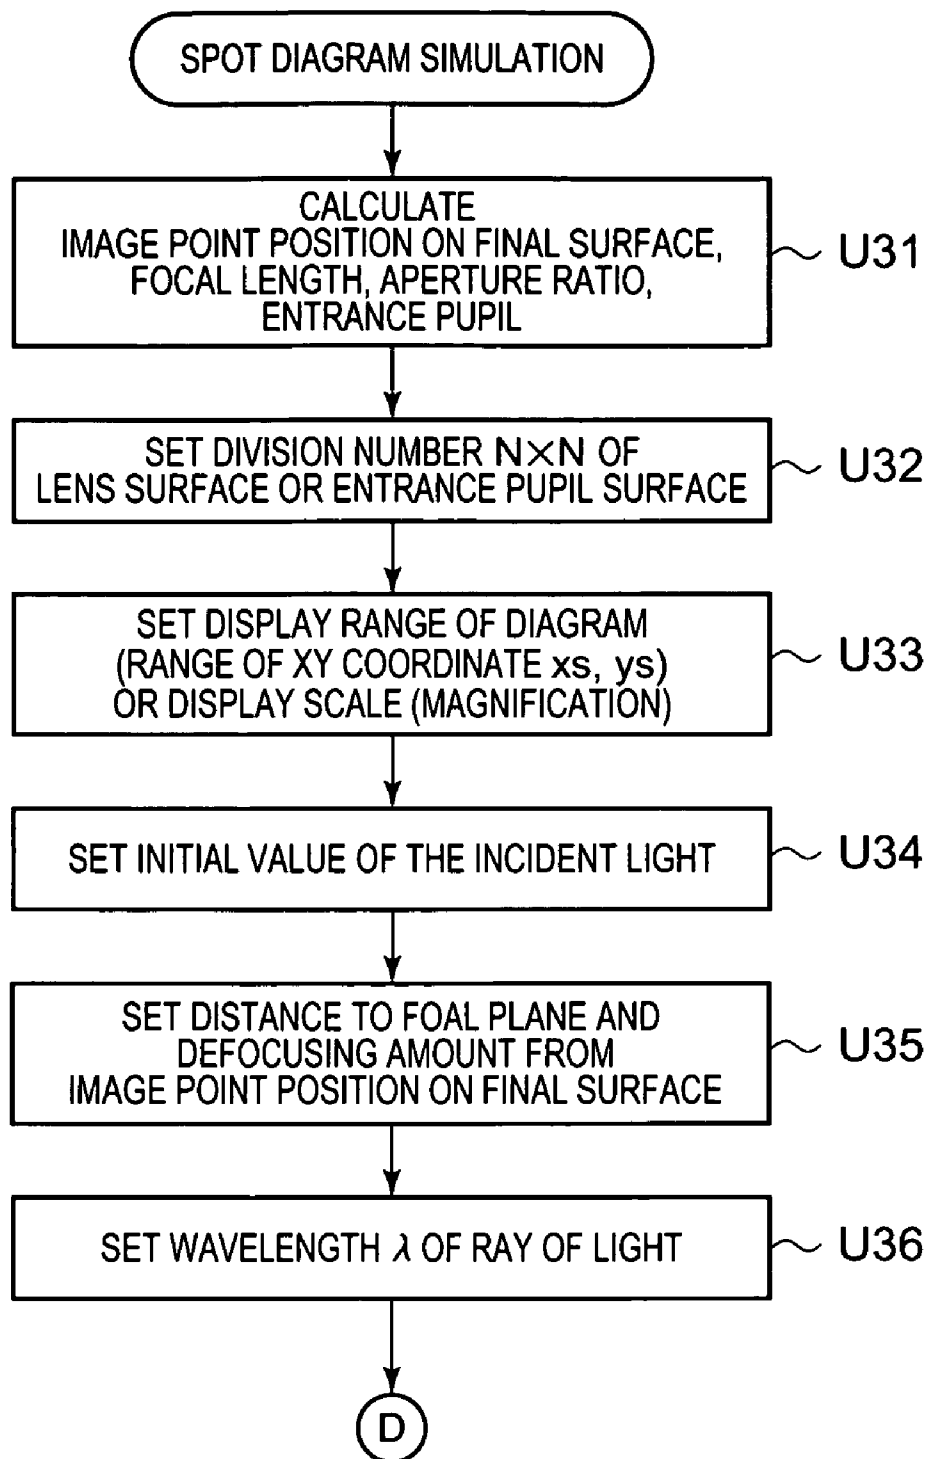 SPOT DIAGRAM SIMULATION
CALCULATE
IMAGE POINT POSITION ON FINAL SURFACE,
FOCAL LENGTH, APERTURE RATIO,
ENTRANCE PUPIL
U31
SET DIVISION NUMBER N×N OF
LENS SURFACE OR ENTRANCE PUPIL SURFACE
U32
SET DISPLAY RANGE OF DIAGRAM
(RANGE OF XY COORDINATE xs, ys)
OR DISPLAY SCALE (MAGNIFICATION)
U33
SET INITIAL VALUE OF THE INCIDENT LIGHT
U34
SET DISTANCE TO FOAL PLANE AND
DEFOCUSING AMOUNT FROM
IMAGE POINT POSITION ON FINAL SURFACE
U35
SET WAVELENGTH λ OF RAY OF LIGHT
U36
D